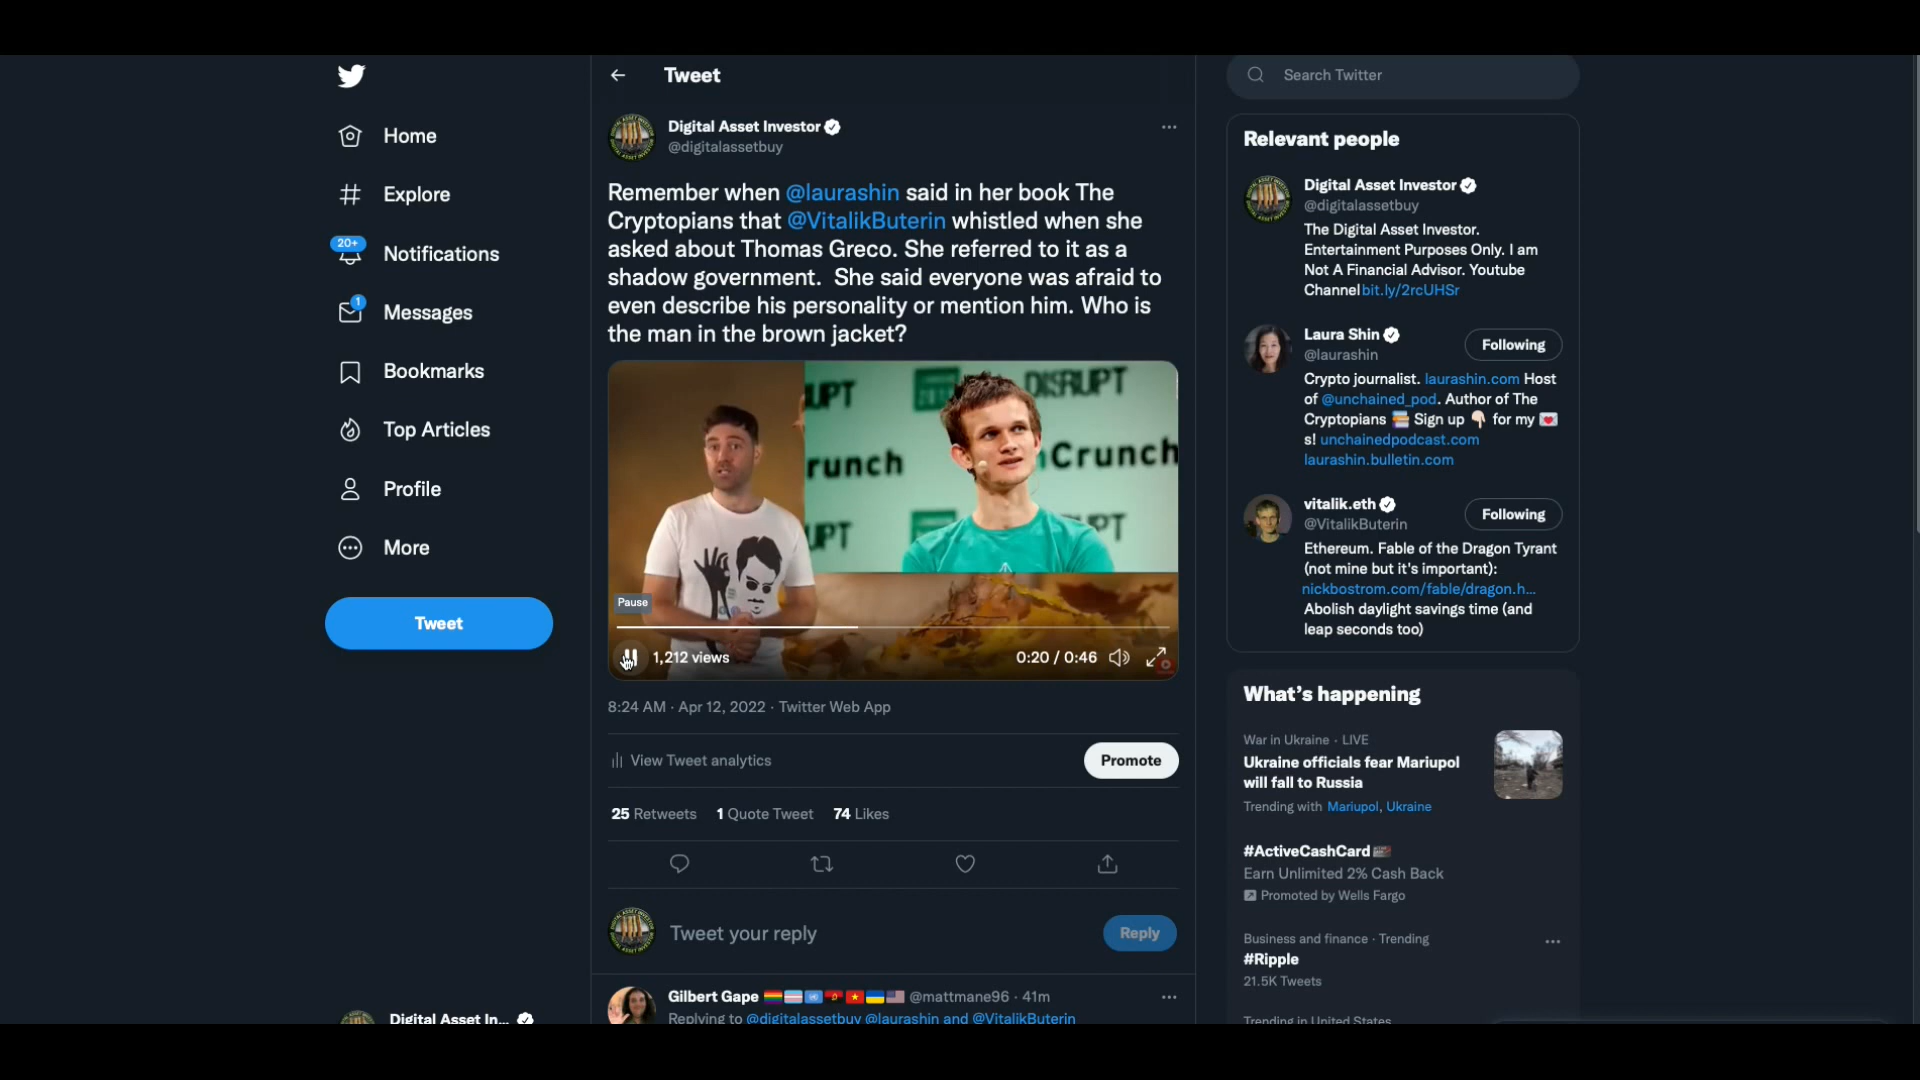 Tweet
Search Twitter
Home
Explore
20+
Notifications
1
Messages
Bookmarks
Top Articles
Profile
More
Tweet
Digital Asset In...
Digital Asset Investor
@digitalassetbuy
Remember when @laurashin said in her book The
Cryptopians that @VitalikButerin whistled when she
asked about Thomas Greco. She referred to it as a
shadow government. She said everyone was afraid to
even describe his personality or mention him. Who is
the man in the brown jacket?
UPT
DISRUPT
runch
Crunch
UPT
PT
Pause
1,212 views
0:20 / 0:46
8:24 AM · Apr 12, 2022 · Twitter Web App
View Tweet analytics
Promote
25 Retweets 1 Quote Tweet 74 Likes
Tweet your reply
Reply
Gilbert Gape @mattmane96 · 41m
Replying to @digitalassetbuy @laurashin and @VitalikButerin
Relevant people
Digital Asset Investor
@digitalassetbuy
The Digital Asset Investor.
Entertainment Purposes Only. I am
Not A Financial Advisor. Youtube
Channel bit.ly/2rcUHSr
Laura Shin
@laurashin
Following
Crypto journalist. laurashin.com Host
of @unchained_pod. Author of The
Cryptopians Sign up for my
s! unchainedpodcast.com
laurashin.bulletin.com
vitalik.eth
@VitalikButerin
Following
Ethereum. Fable of the Dragon Tyrant
(not mine but it's important):
nickbostrom.com/fable/dragon.h...
Abolish daylight savings time (and
leap seconds too)
What's happening
War in Ukraine · LIVE
Ukraine officials fear Mariupol
will fall to Russia
Trending with Mariupol, Ukraine
#ActiveCashCard
Earn Unlimited 2% Cash Back
Promoted by Wells Fargo
Business and finance · Trending
#Ripple
21.5K Tweets
Trending in United States